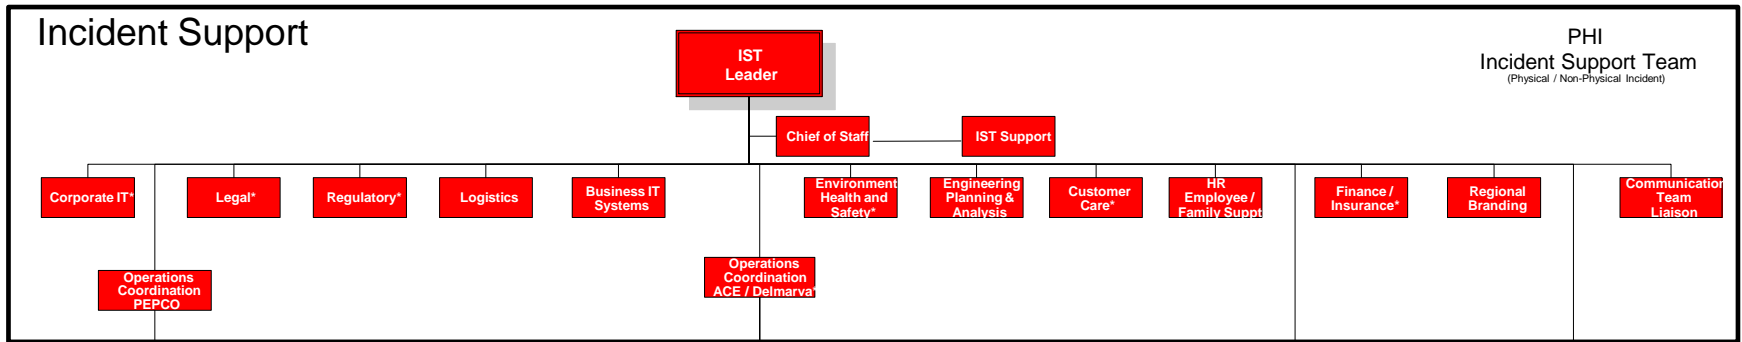 Incident Support
PHI
Incident Support Team
(Physical / Non-Physical Incident)
IST
Leader
Chief of Staff
IST Support
Corporate IT*
Legal*
Regulatory*
Logistics
Business IT
Systems
Environment
Health and
Safety*
Engineering
Planning &
Analysis
Customer
Care*
HR
Employee /
Family Suppt
Finance /
Insurance*
Regional
Branding
Communication
Team
Liaison
Operations
Coordination
PEPCO
Operations
Coordination
ACE / Delmarva*